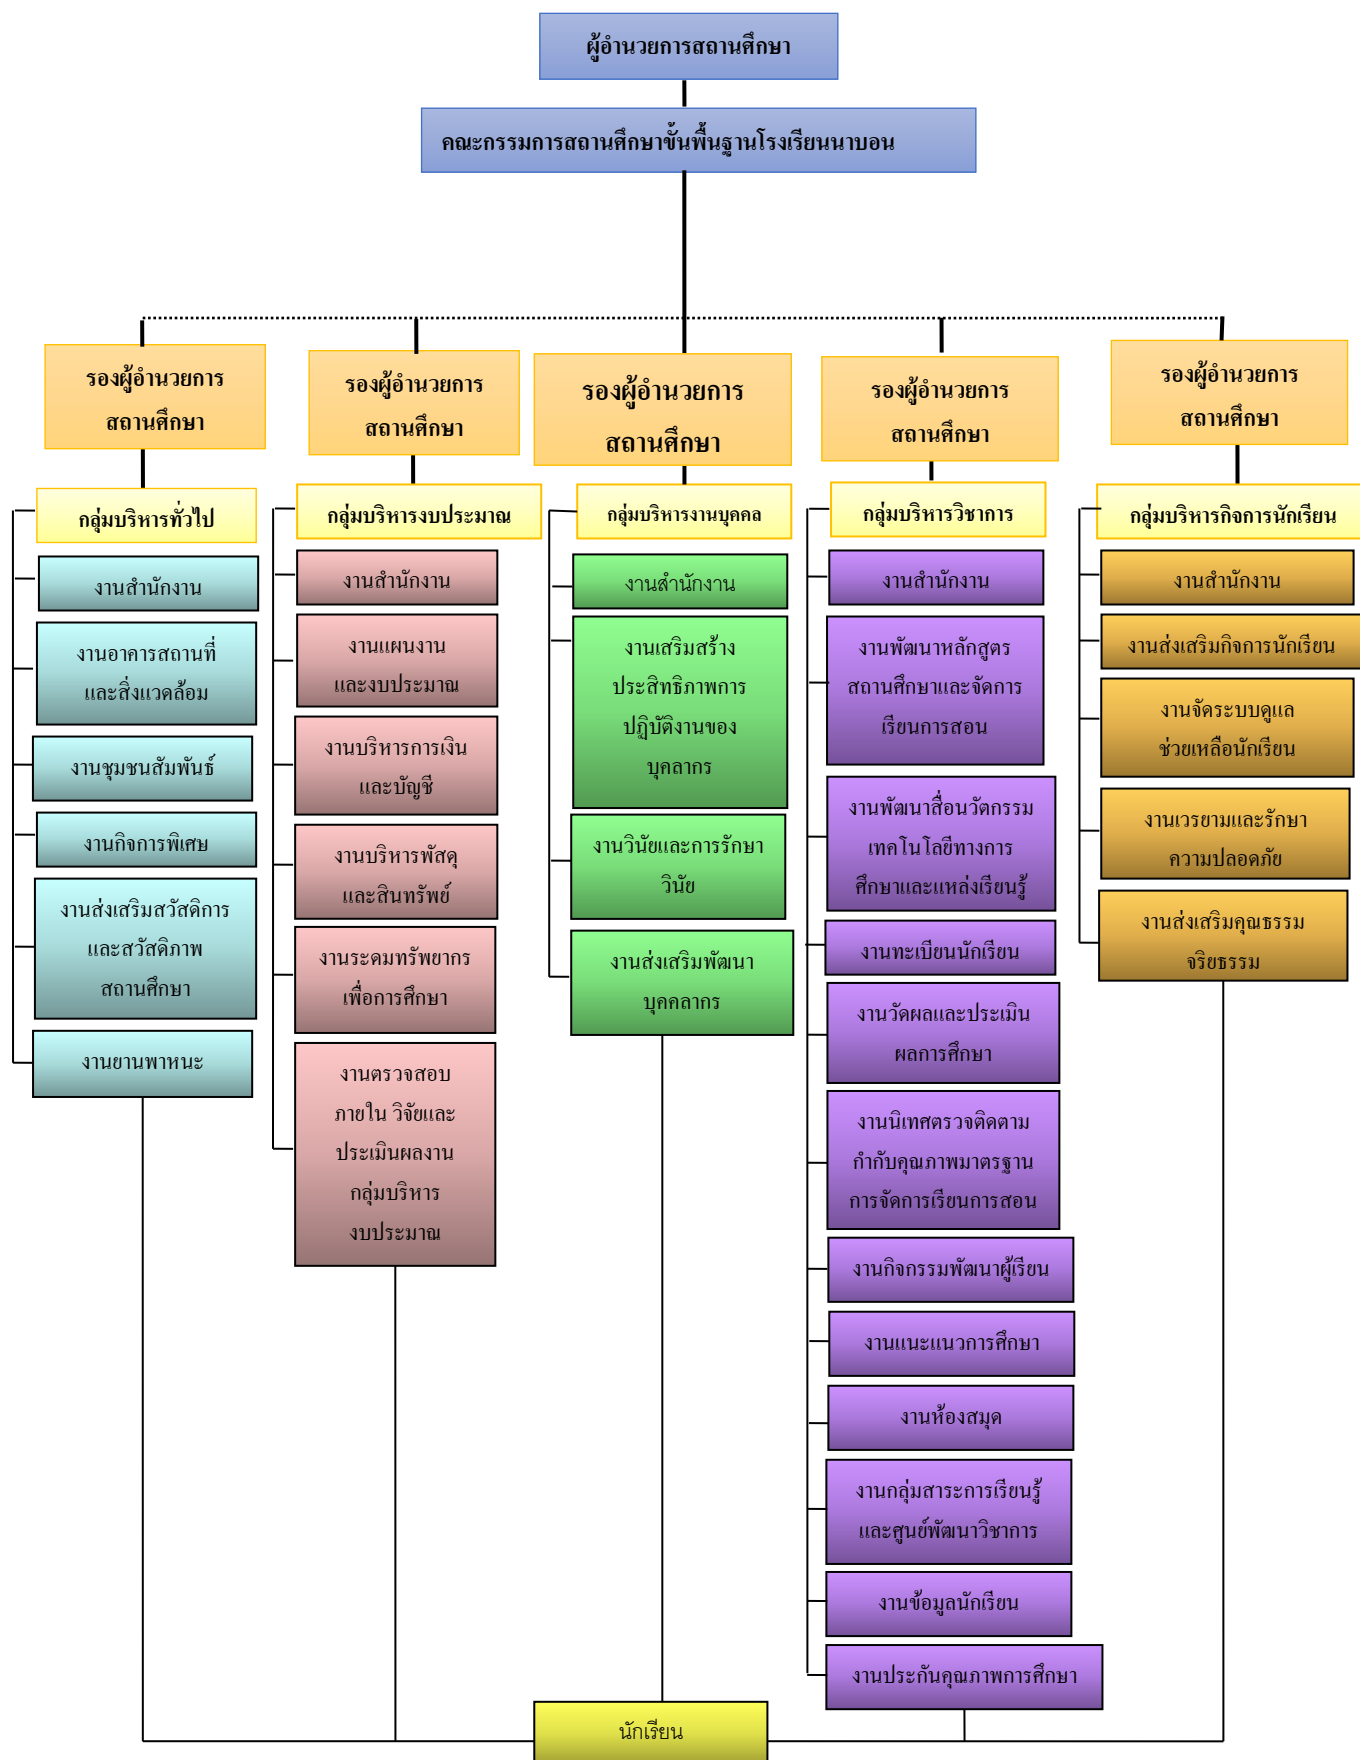 ผู้อำนวยการสถานศึกษา
คณะกรรมการสถานศึกษาขั้นพื้นฐานโรงเรียนนาบอน
รองผู้อำนวยการ
สถานศึกษา
กลุ่มบริหารทั่วไป
งานสำนักงาน
งานอาคารสถานที่
และสิ่งแวดล้อม
งานชุมชนสัมพันธ์
งานกิจการพิเศษ
งานส่งเสริมสวัสดิการ
และสวัสดิภาพ
สถานศึกษา
งานยานพาหนะ
รองผู้อำนวยการ
สถานศึกษา
กลุ่มบริหารงบประมาณ
งานสำนักงาน
งานแผนงาน
และงบประมาณ
งานบริหารการเงิน
และบัญชี
งานบริหารพัสดุ
และสินทรัพย์
งานระดมทรัพยากร
เพื่อการศึกษา
งานตรวจสอบ
ภายใน วิจัยและ
ประเมินผลงาน
กลุ่มบริหาร
งบประมาณ
รองผู้อำนวยการ
สถานศึกษา
กลุ่มบริหารงานบุคคล
งานสำนักงาน
งานเสริมสร้าง
ประสิทธิภาพการ
ปฏิบัติงานของ
บุคลากร
งานวินัยและการรักษา
วินัย
งานส่งเสริมพัฒนา
บุคคลากร
รองผู้อำนวยการ
สถานศึกษา
กลุ่มบริหารวิชาการ
งานสำนักงาน
งานพัฒนาหลักสูตร
สถานศึกษาและจัดการ
เรียนการสอน
งานพัฒนาสื่อนวัตกรรม
เทคโนโลยีทางการ
ศึกษาและแหล่งเรียนรู้
งานทะเบียนนักเรียน
งานวัดผลและประเมิน
ผลการศึกษา
งานนิเทศตรวจติดตาม
กำกับคุณภาพมาตรฐาน
การจัดการเรียนการสอน
งานกิจกรรมพัฒนาผู้เรียน
งานแนะแนวการศึกษา
งานห้องสมุด
งานกลุ่มสาระการเรียนรู้
และศูนย์พัฒนาวิชาการ
งานข้อมูลนักเรียน
งานประกันคุณภาพการศึกษา
รองผู้อำนวยการ
สถานศึกษา
กลุ่มบริหารกิจการนักเรียน
งานสำนักงาน
งานส่งเสริมกิจการนักเรียน
งานจัดระบบดูแล
ช่วยเหลือนักเรียน
งานเวรยามและรักษา
ความปลอดภัย
งานส่งเสริมคุณธรรม
จริยธรรม
นักเรียน